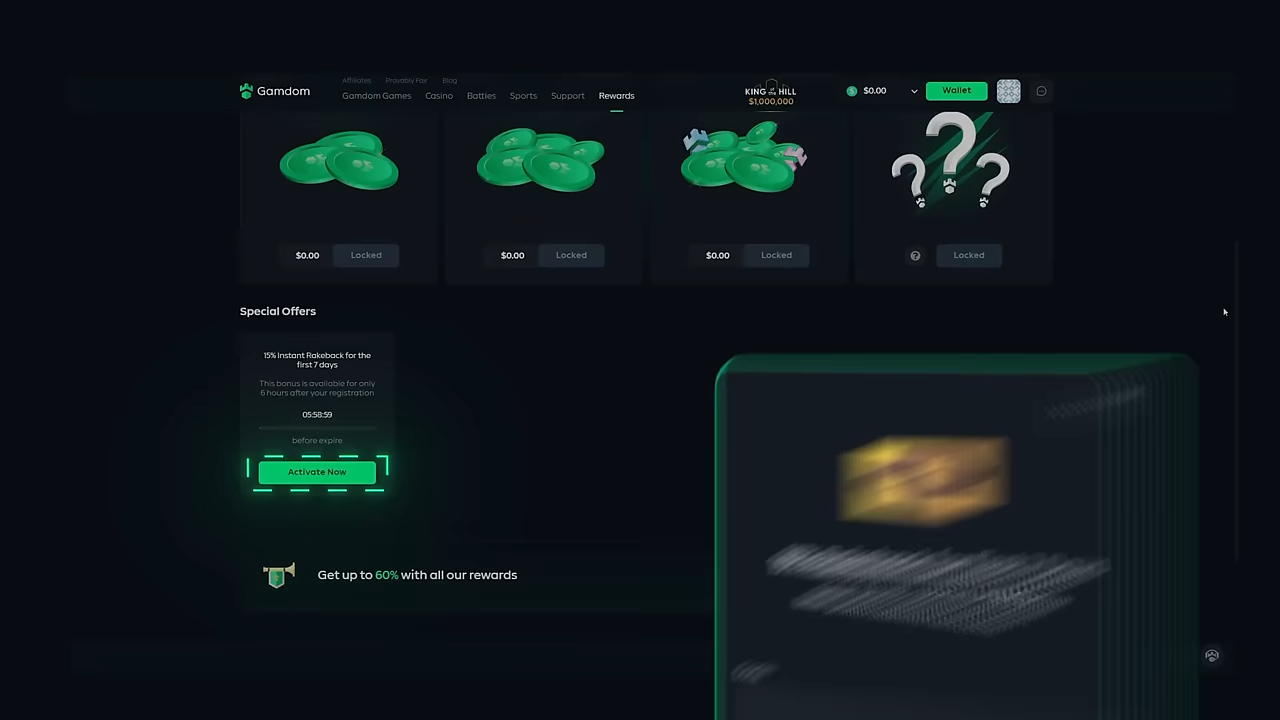 Affiliates Provably Fair Blog
Gamdom
Gamdom Games Casino Battles Sports Support Rewards
KING of the HILL
$1,000,000
$0.00
Wallet
$0.00 Locked
$0.00 Locked
$0.00 Locked
? Locked
Special Offers
15% Instant Rakeback for the
first 7 days
This bonus is available for only
6 hours after your registration
05:58:59
before expire
Activate Now
Get up to 60% with all our rewards